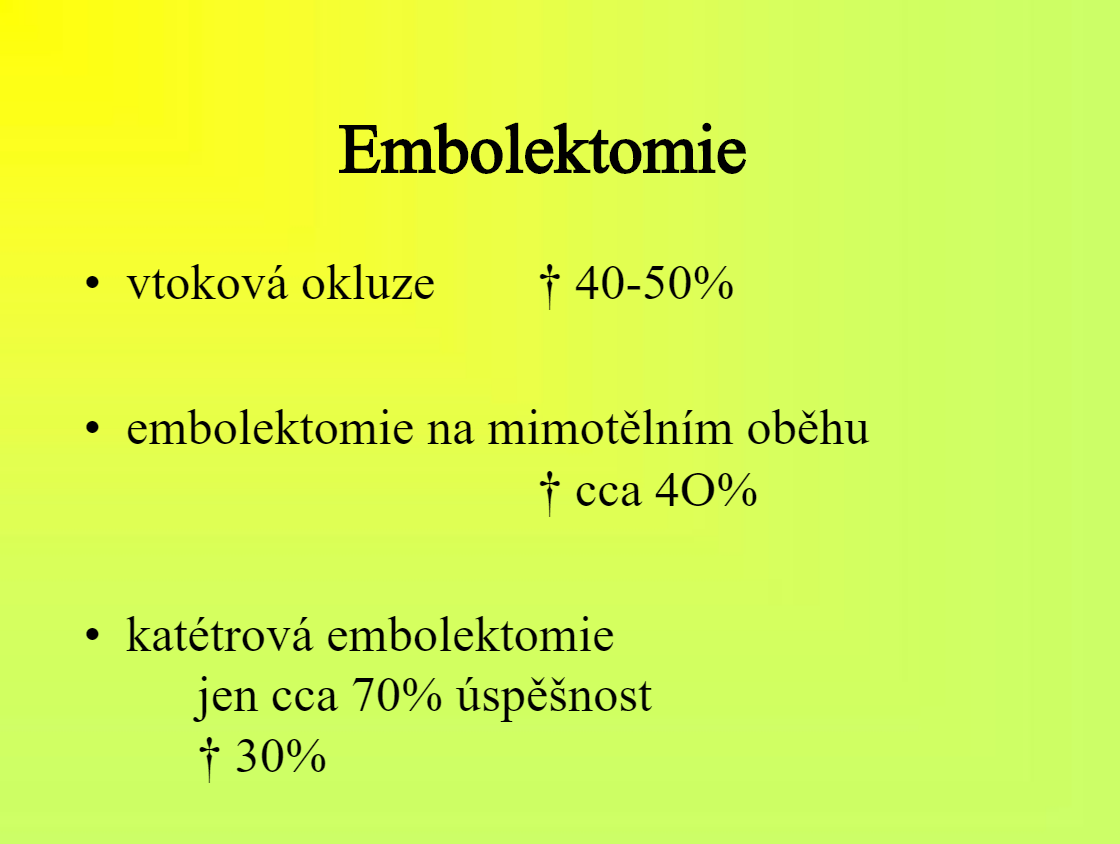 Embolektomie
• vtoková okluze † 40-50%
• embolektomie na mimotělním oběhu
† cca 4O%
• katétrová embolektomie
jen cca 70% úspěšnost
† 30%